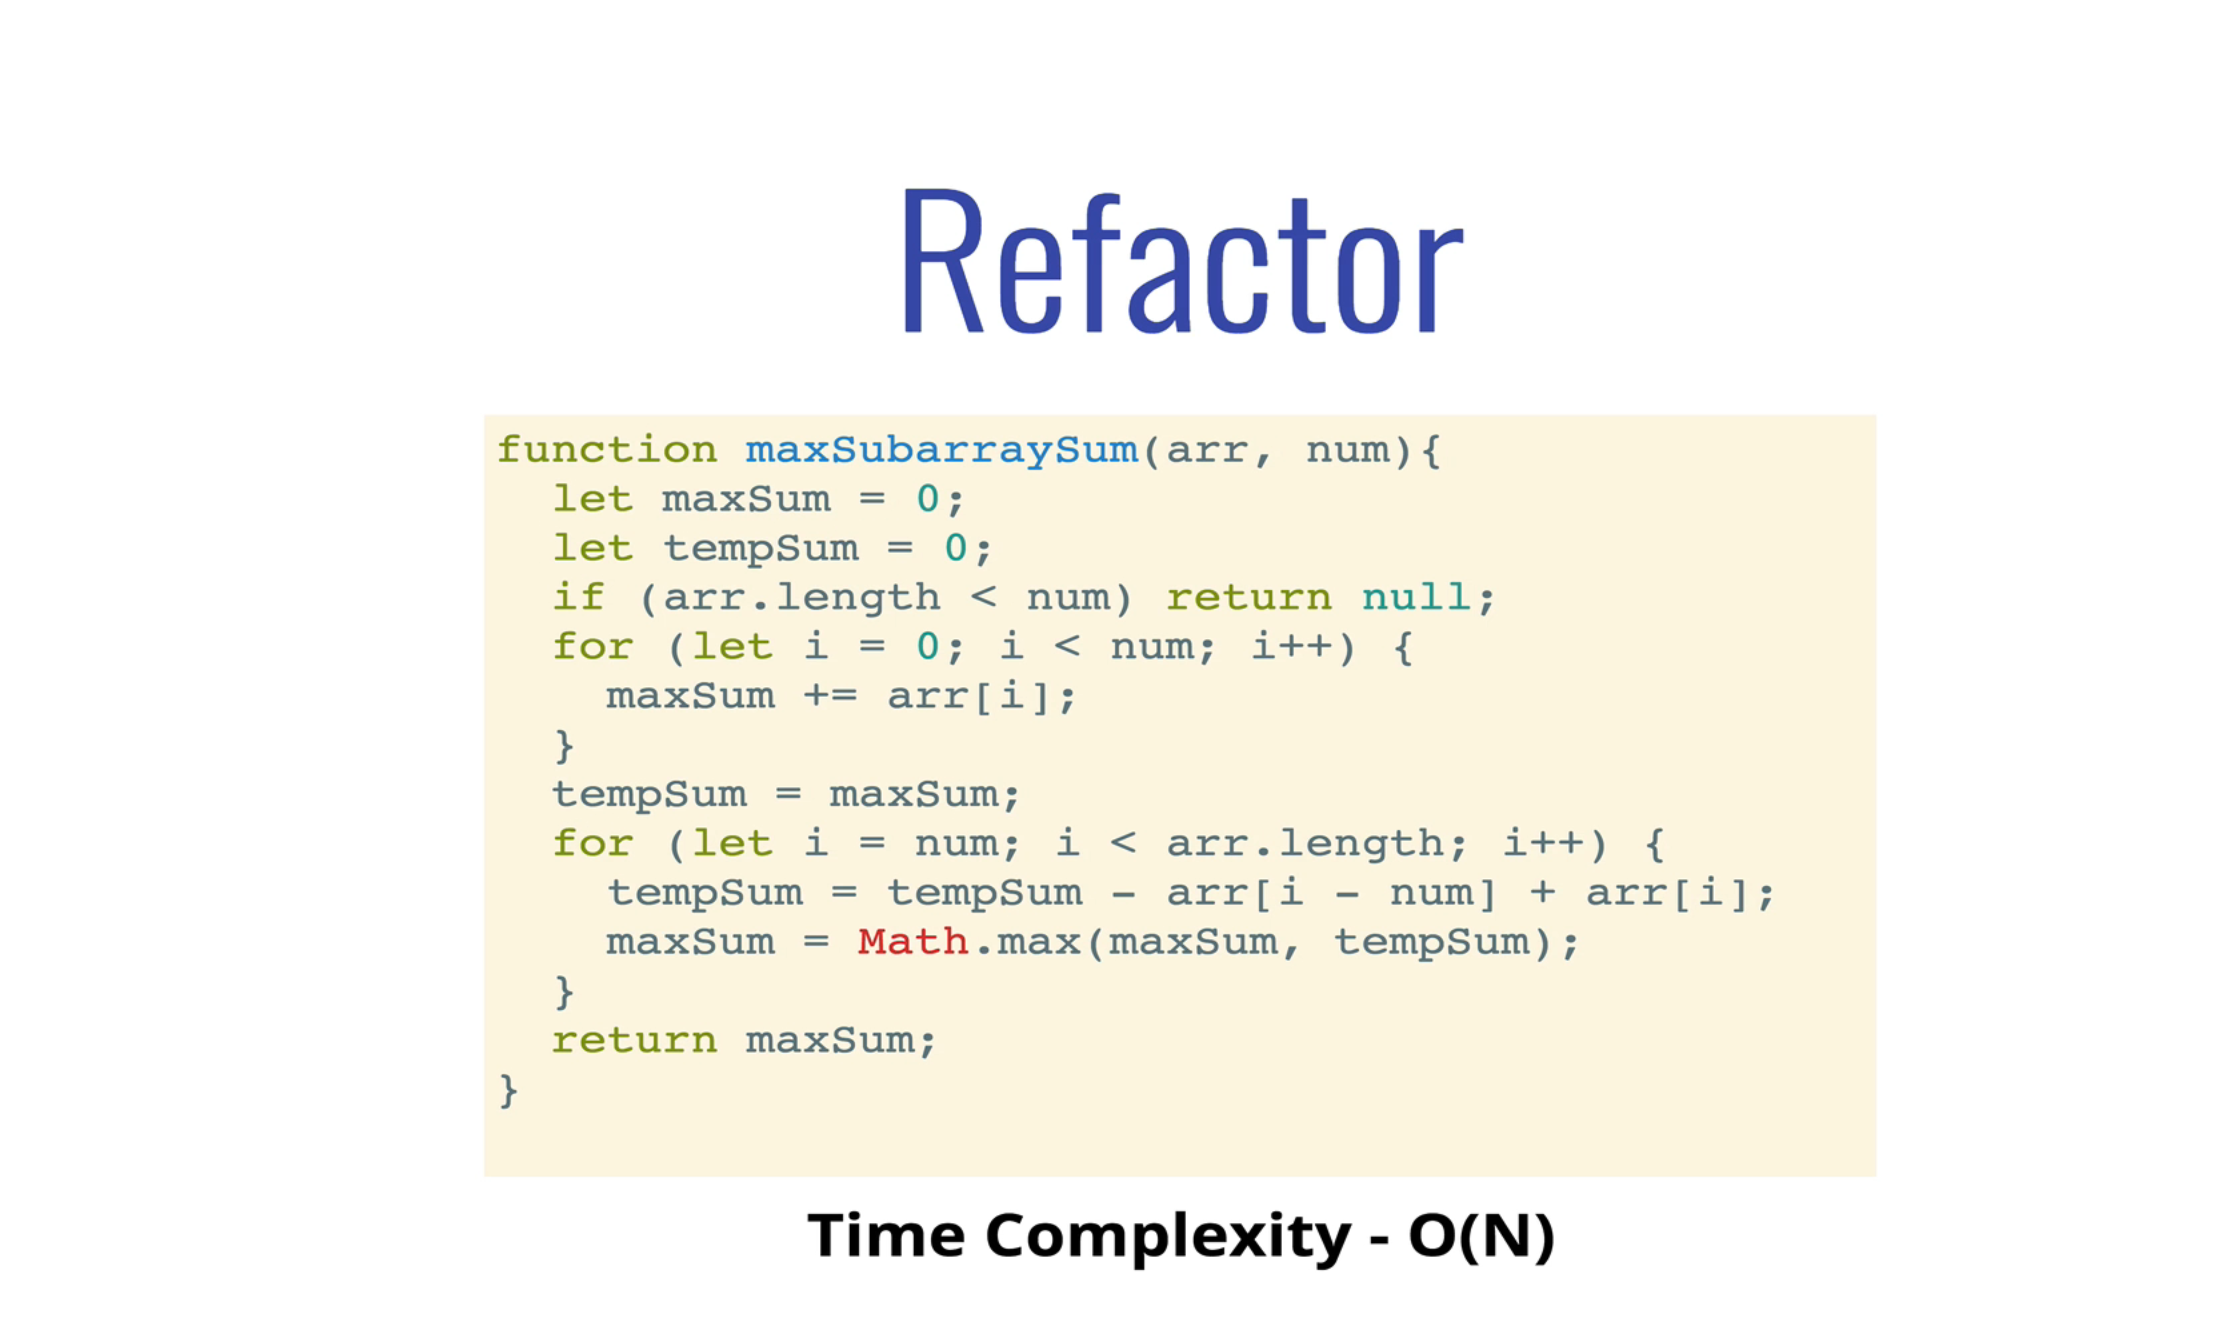 Refactor
function maxSubarraySum(arr, num){
  let maxSum = 0;
  let tempSum = 0;
  if (arr.length < num) return null;
  for (let i = 0; i < num; i++) {
    maxSum += arr[i];
  }
  tempSum = maxSum;
  for (let i = num; i < arr.length; i++) {
    tempSum = tempSum - arr[i - num] + arr[i];
    maxSum = Math.max(maxSum, tempSum);
  }
  return maxSum;
}
Time Complexity - O(N)